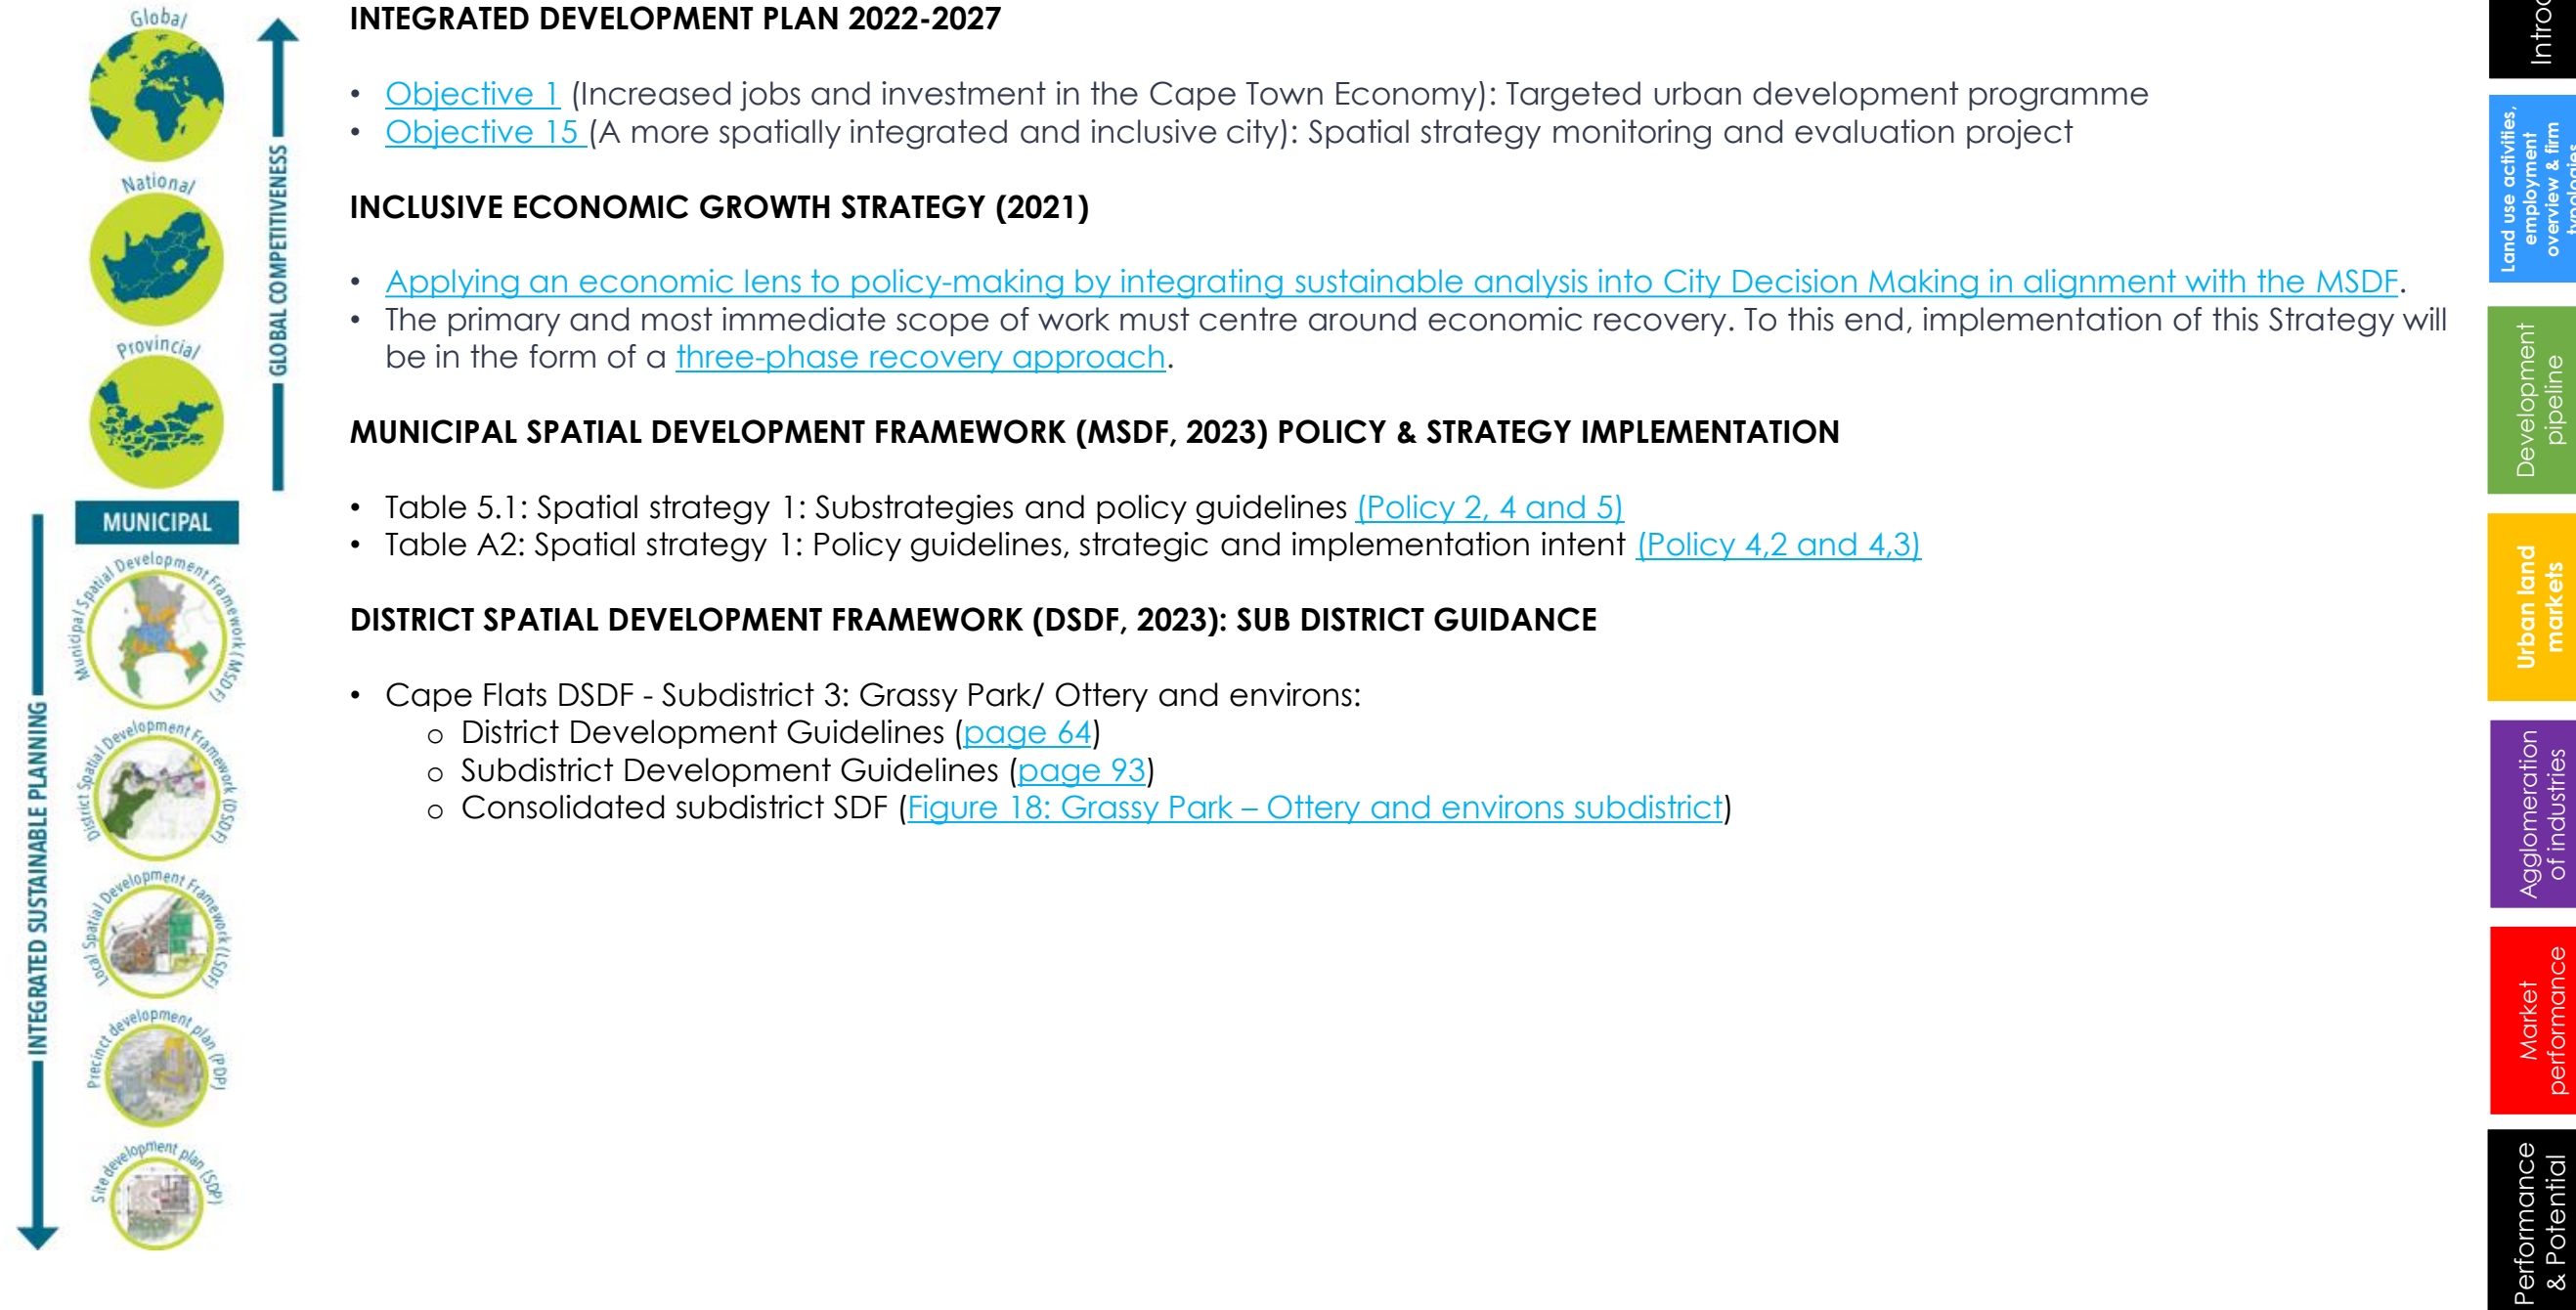 Global
National
Provincial
GLOBAL COMPETITIVENESS
MUNICIPAL
Municipal Spatial Development Framework (MSDF)
District Spatial Development Framework (DSDF)
Local Spatial Development Framework (LSDF)
Precinct development plan (PDP)
Site development plan (SDP)
INTEGRATED SUSTAINABLE PLANNING
INTEGRATED DEVELOPMENT PLAN 2022-2027
• Objective 1 (Increased jobs and investment in the Cape Town Economy): Targeted urban development programme
• Objective 15 (A more spatially integrated and inclusive city): Spatial strategy monitoring and evaluation project
INCLUSIVE ECONOMIC GROWTH STRATEGY (2021)
• Applying an economic lens to policy-making by integrating sustainable analysis into City Decision Making in alignment with the MSDF.
• The primary and most immediate scope of work must centre around economic recovery. To this end, implementation of this Strategy will
be in the form of a three-phase recovery approach.
MUNICIPAL SPATIAL DEVELOPMENT FRAMEWORK (MSDF, 2023) POLICY & STRATEGY IMPLEMENTATION
• Table 5.1: Spatial strategy 1: Substrategies and policy guidelines (Policy 2, 4 and 5)
• Table A2: Spatial strategy 1: Policy guidelines, strategic and implementation intent (Policy 4,2 and 4,3)
DISTRICT SPATIAL DEVELOPMENT FRAMEWORK (DSDF, 2023): SUB DISTRICT GUIDANCE
• Cape Flats DSDF - Subdistrict 3: Grassy Park/ Ottery and environs:
o District Development Guidelines (page 64)
o Subdistrict Development Guidelines (page 93)
o Consolidated subdistrict SDF (Figure 18: Grassy Park – Ottery and environs subdistrict)
Land use activities,
employment
overview & firm
typologies
Development
pipeline
Urban land
markets
Agglomeration
of industries
Market
performance
Performance
& Potential